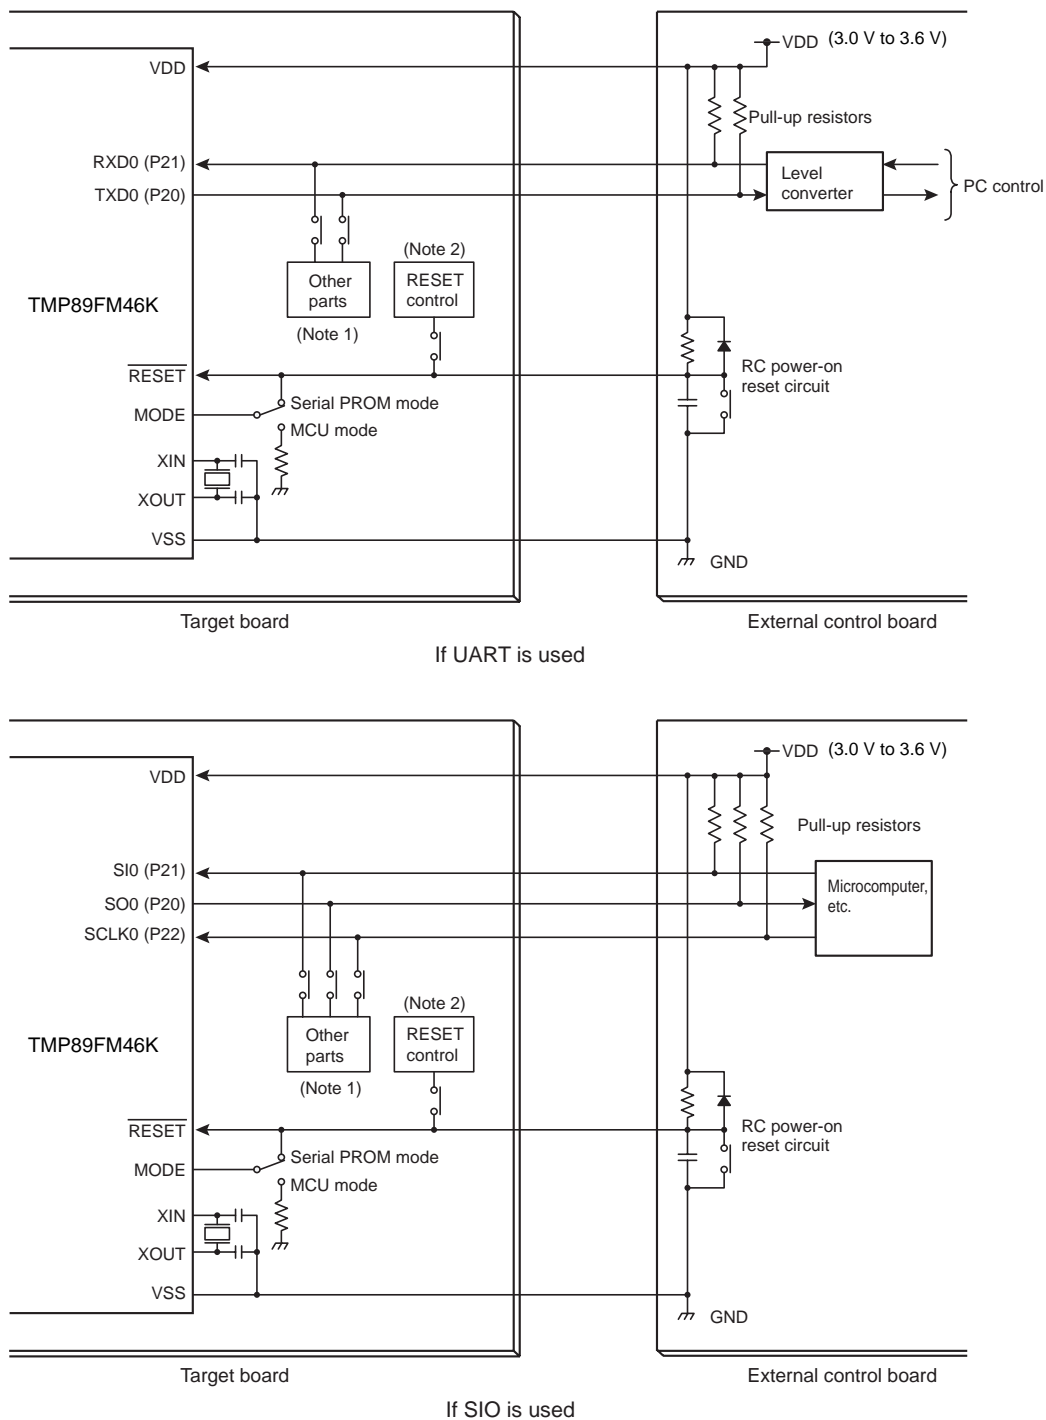 VDD (3.0 V to 3.6 V)
VDD
Pull-up resistors
RXD0 (P21)
TXD0 (P20)
Level
converter
PC control
(Note 2)
Other
parts
RESET
control
TMP89FM46K
(Note 1)
RC power-on
reset circuit
RESET
Serial PROM mode
MODE
MCU mode
XIN
XOUT
VSS
GND
Target board
External control board
If UART is used
VDD (3.0 V to 3.6 V)
VDD
Pull-up resistors
SI0 (P21)
SO0 (P20)
SCLK0 (P22)
Microcomputer,
etc.
(Note 2)
Other
parts
RESET
control
TMP89FM46K
(Note 1)
RC power-on
reset circuit
RESET
Serial PROM mode
MODE
MCU mode
XIN
XOUT
VSS
GND
Target board
External control board
If SIO is used